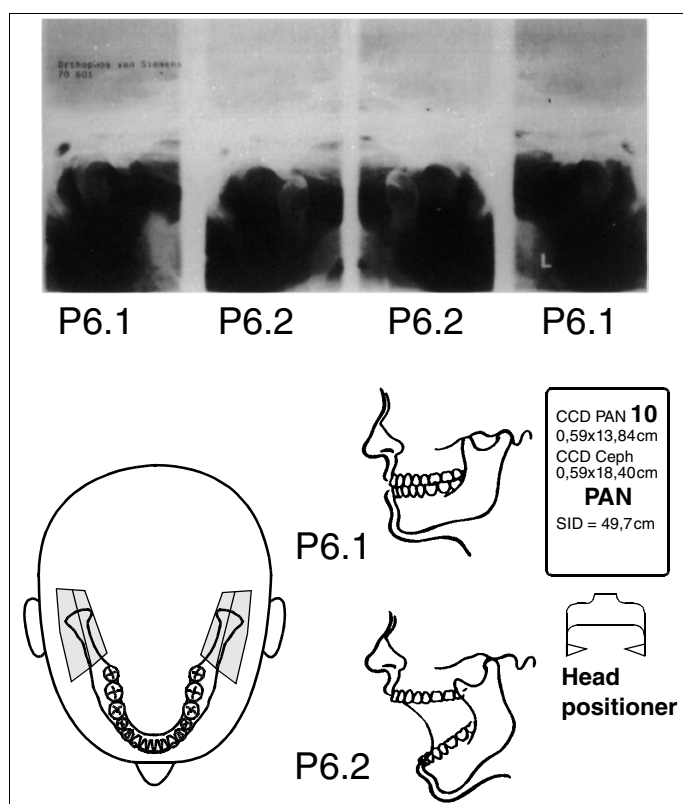 Orthophos von Siemens
70 601
L
P6.1 P6.2 P6.2 P6.1
CCD PAN 10
0,59x13,84cm
CCD Ceph
0,59x18,40cm
PAN
SID = 49,7cm
P6.1
Head
positioner
P6.2